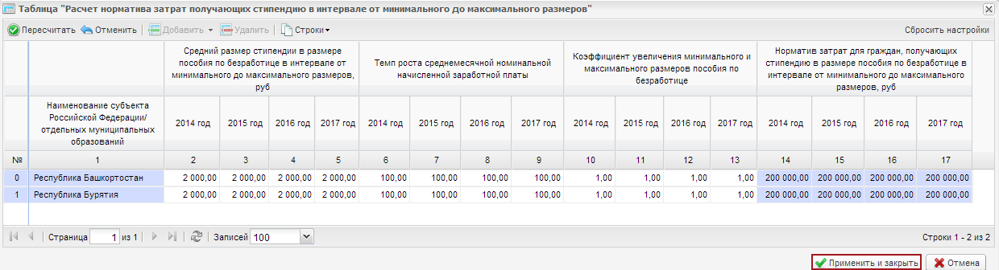 Таблица "Расчет норматива затрат получающих стипендию в интервале от минимального до максимального размеров"
Пересчитать Отменить Добавить Удалить Строки Сбросить настройки
Средний размер стипендии в размере пособия по безработице в интервале от минимального до максимального размеров, руб
Темп роста среднемесячной номинальной начисленной заработной платы
Коэффициент увеличения минимального и максимального размеров пособия по безработице
Норматив затрат для граждан, получающих стипендию в размере пособия по безработице в интервале от минимального до максимального размеров, руб
Наименование субъекта Российской Федерации/ отдельных муниципальных образований
2014 год 2015 год 2016 год 2017 год 2014 год 2015 год 2016 год 2017 год 2014 год 2015 год 2016 год 2017 год 2014 год 2015 год 2016 год 2017 год
№ 1 2 3 4 5 6 7 8 9 10 11 12 13 14 15 16 17
0 Республика Башкортостан 2 000,00 2 000,00 2 000,00 2 000,00 100,00 100,00 100,00 100,00 1,00 1,00 1,00 1,00 200 000,00 200 000,00 200 000,00 200 000,00
1 Республика Бурятия 2 000,00 2 000,00 2 000,00 2 000,00 100,00 100,00 100,00 100,00 1,00 1,00 1,00 1,00 200 000,00 200 000,00 200 000,00 200 000,00
Страница 1 из 1 Записей 100 Строки 1 - 2 из 2
Применить и закрыть Отмена